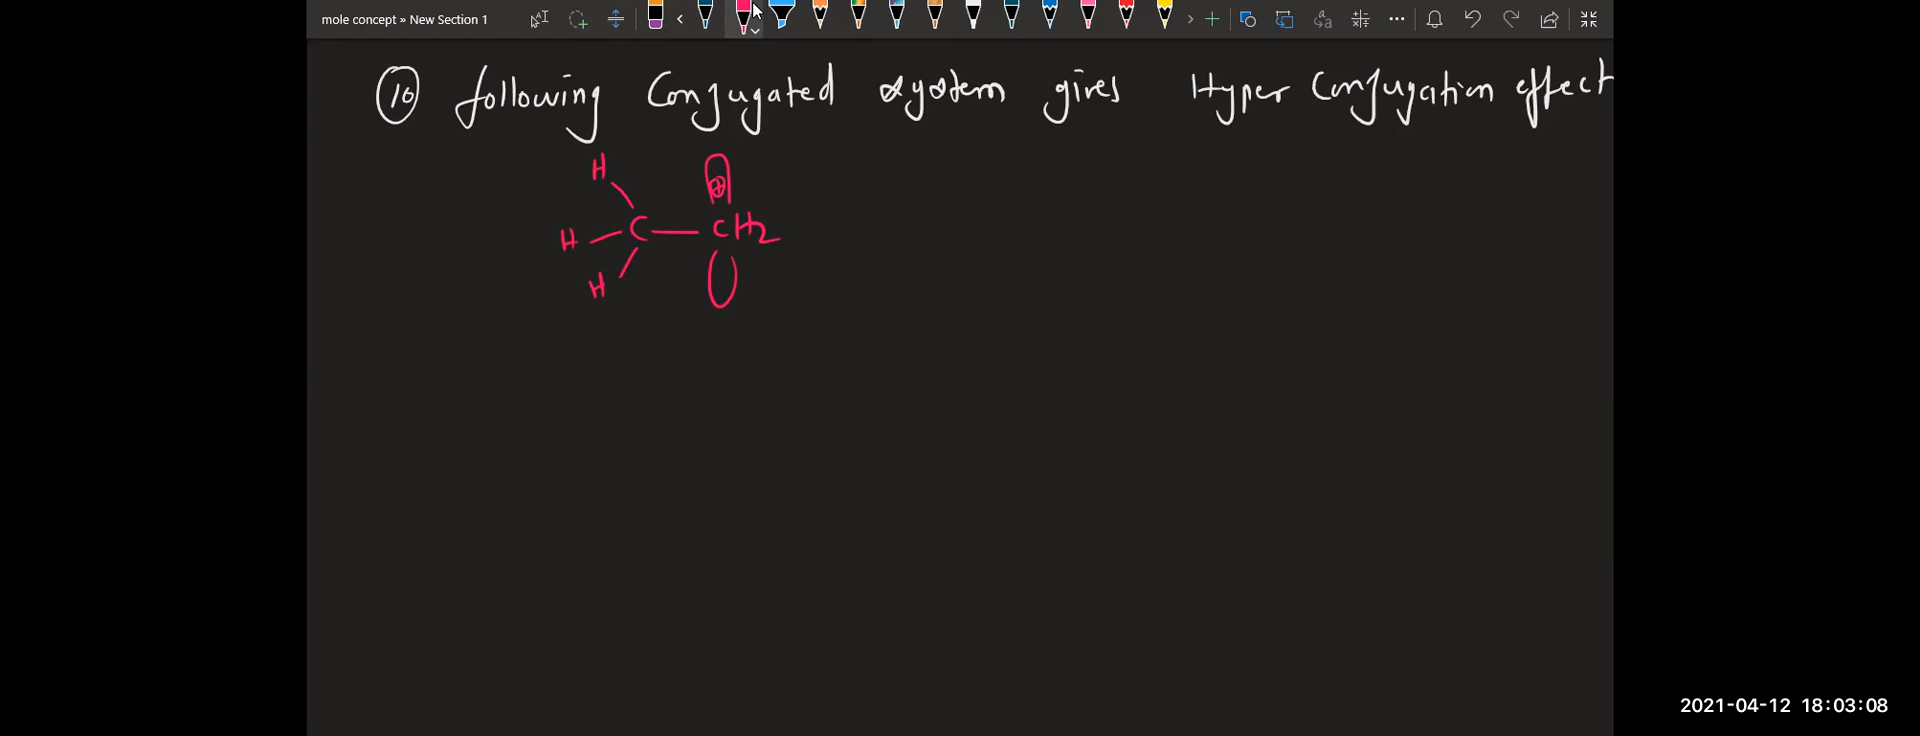 mole concept » New Section 1
10 following Conjugated system gives Hyper Conjugation effect
H
⊕
H C CH2
H
2021-04-12 18:03:08